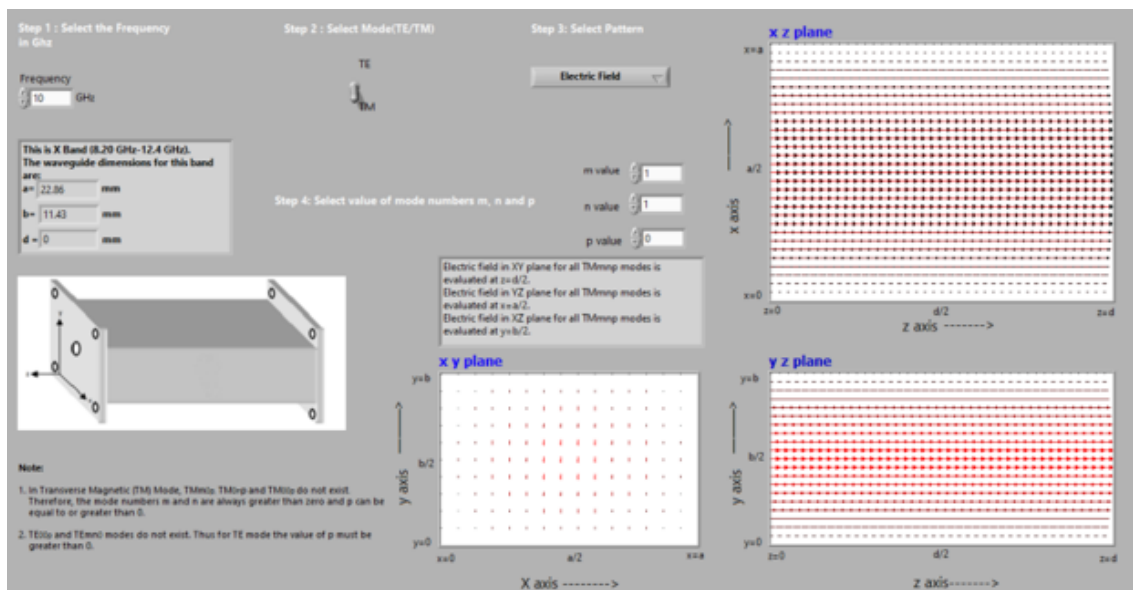 Step 1 : Select the Frequency
in Ghz
Step 2 : Select Mode(TE/TM)
Step 3: Select Pattern
Frequency
10 GHz
TE
TM
Electric Field
This is X Band (8.20 GHz-12.4 GHz).
The waveguide dimensions for this band
are:
a= 22.86 mm
b= 11.43 mm
d = 0 mm
Step 4: Select value of mode numbers m, n and p
m value 1
n value 1
p value 0
Electric field in XY plane for all TMmnp modes is
evaluated at z=d/2.
Electric field in YZ plane for all TMmnp modes is
evaluated at x=a/2.
Electric field in XZ plane for all TMmnp modes is
evaluated at y=b/2.
x z plane
x=a
a/2
x=0
x axis ------>
z=0
d/2
z=d
z axis ------->
x y plane
y=b
b/2
y=0
y axis ------>
x=0
a/2
x=a
X axis -------->
y z plane
y=b
b/2
y=0
y axis ------>
z=0
d/2
z=d
z axis------->
Note:
1. In Transverse Magnetic (TM) Mode, do not exist
Therefore, the mode numbers m and n are always greater than zero and p can be
equal to or greater than 0.
2. and TEmn0 modes do not exist. Thus for TE mode the value of p must be
greater than 0.